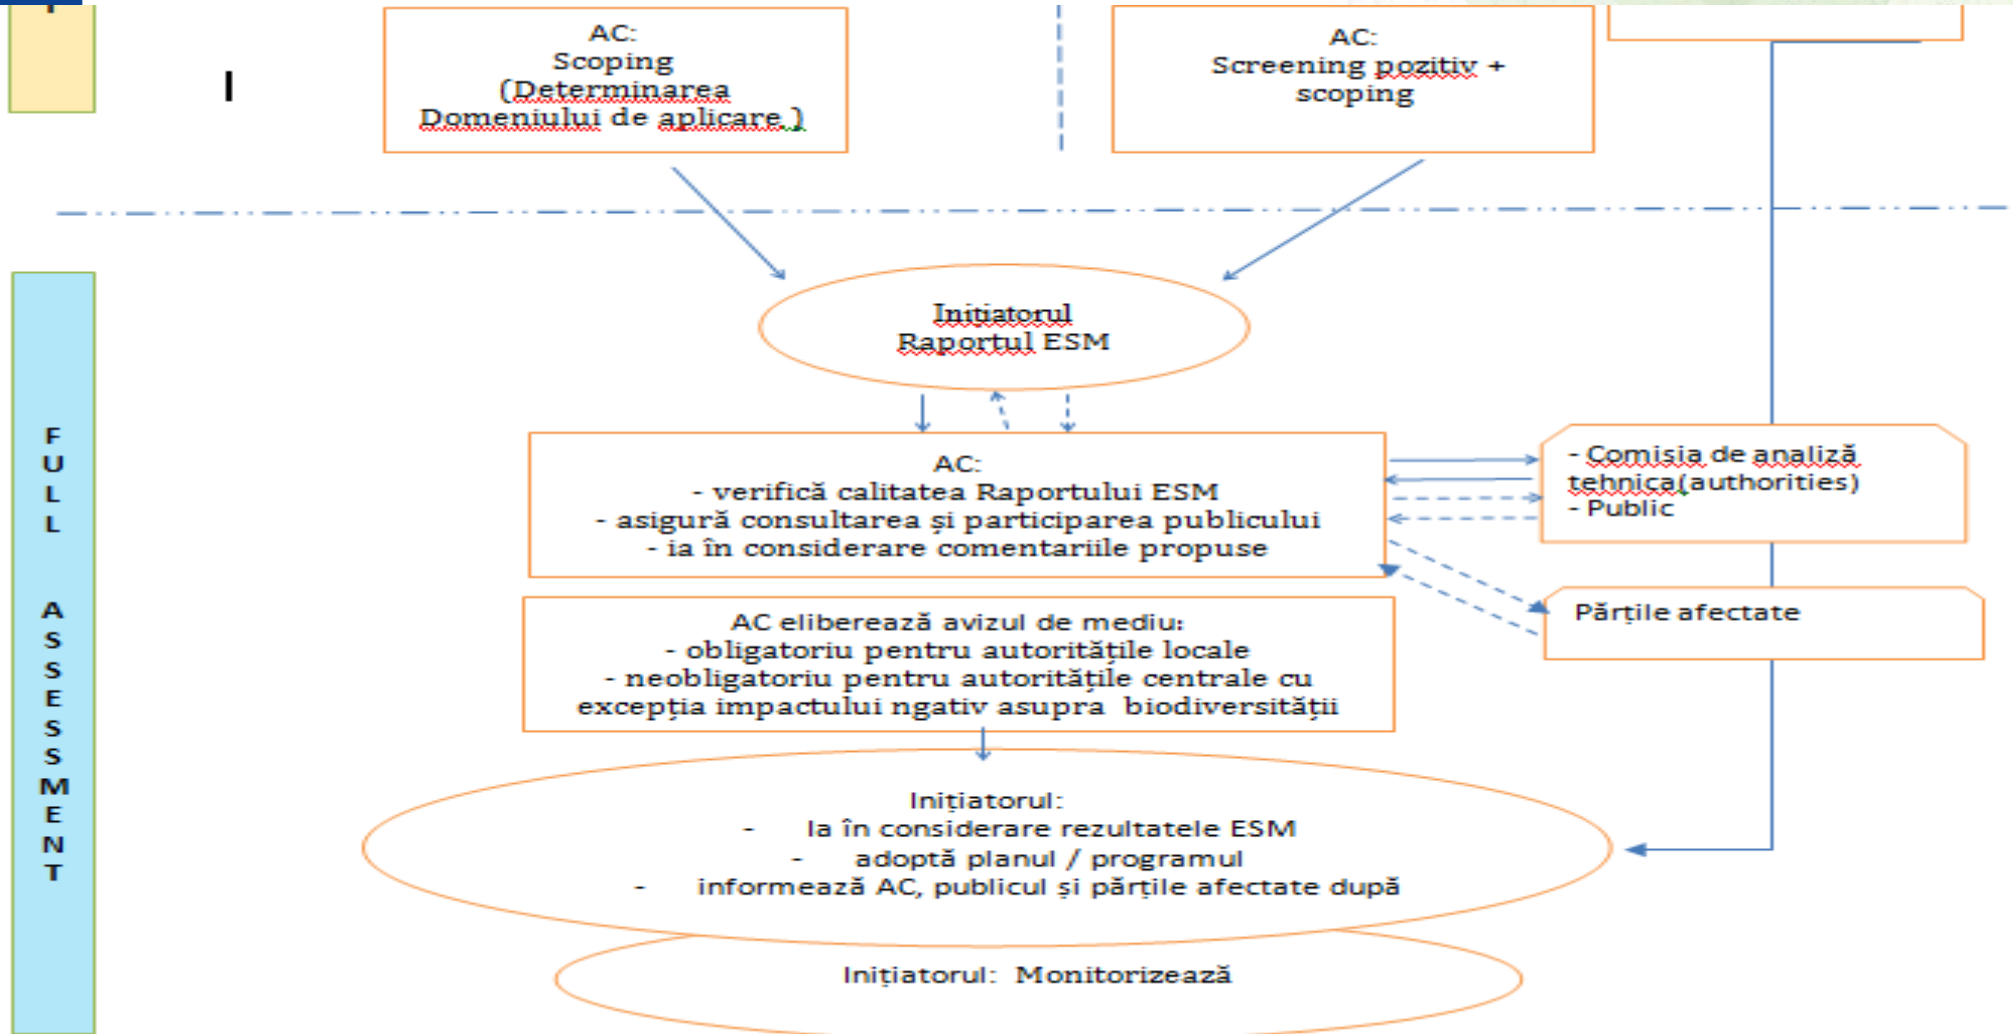 AC:
Scoping
(Determinarea
Domeniului de aplicare )
AC:
Screening pozitiv +
scoping
I
Inițiatorul
Raportul ESM
FULL ASSESSMENT
AC:
- verifică calitatea Raportului ESM
- asigură consultarea și participarea publicului
- ia în considerare comentariile propuse
- Comisia de analiză
tehnica(authorities)
- Public
Părțile afectate
AC eliberează avizul de mediu:
- obligatoriu pentru autoritățile locale
- neobligatoriu pentru autoritățile centrale cu
excepția impactului ngativ asupra biodiversității
Inițiatorul:
- Ia în considerare rezultatele ESM
- adoptă planul / programul
- informează AC, publicul și părțile afectate după
Inițiatorul: Monitorizează